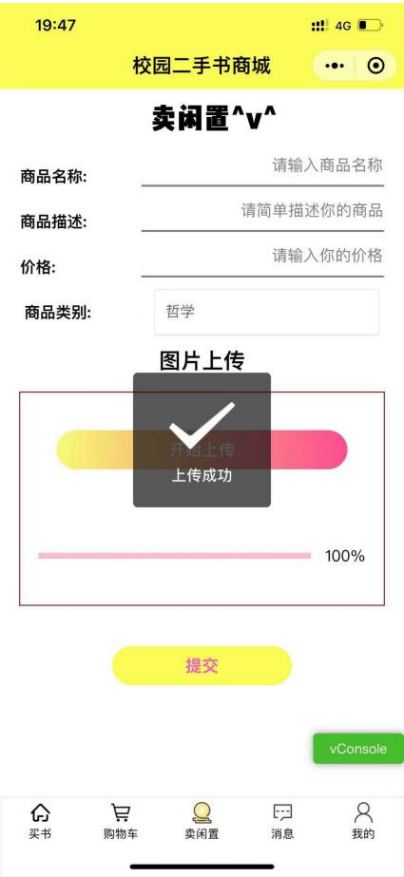 19:47
4G
校园二手书商城
卖闲置^v^
商品名称:
请输入商品名称
商品描述:
请简单描述你的商品
价格:
请输入你的价格
商品类别:
哲学
图片上传
开始上传
上传成功
100%
提交
vConsole
买书
购物车
卖闲置
消息
我的